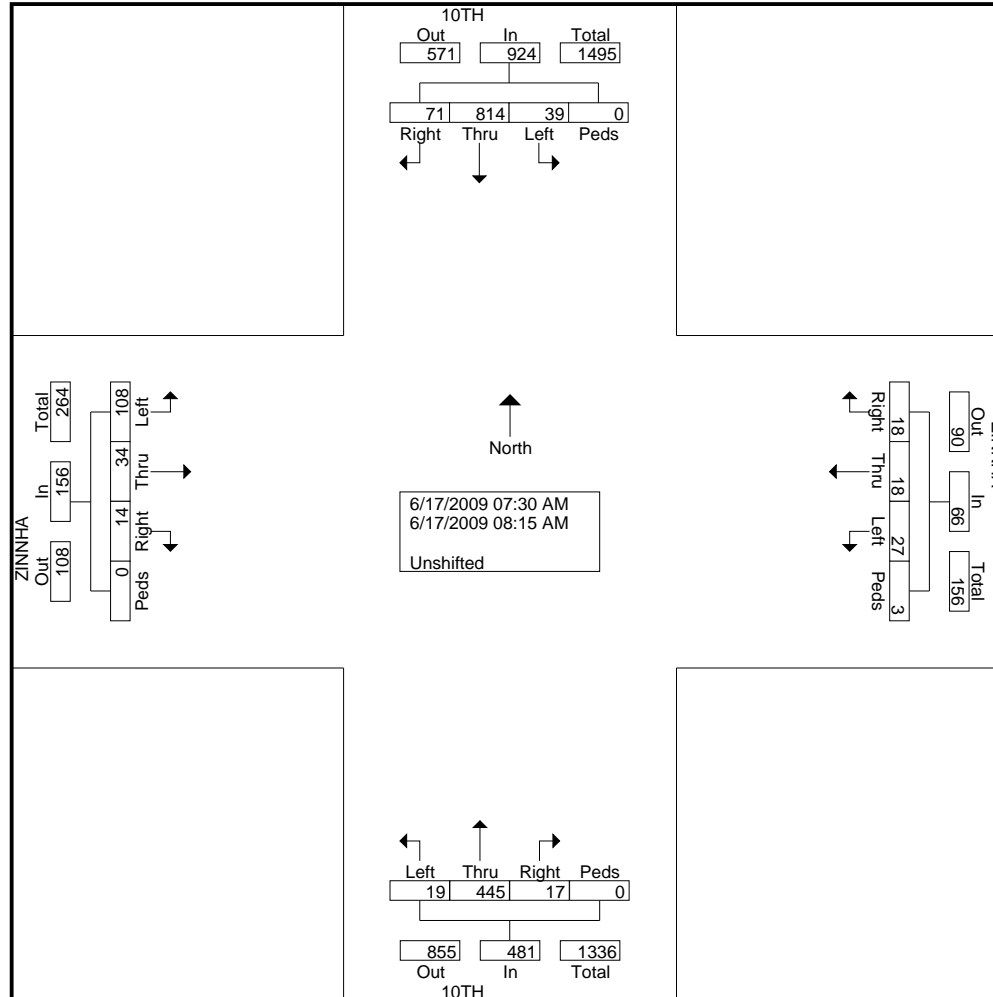 10TH
Out In Total
571 924 1495
71 814 39 0
Right Thru Left Peds
Total 264
In 156
Out 108
ZINNHA
108 34 14 0
Left Thru Right Peds
North
6/17/2009 07:30 AM
6/17/2009 08:15 AM
Unshifted
Right Thru Left Peds
18 18 27 3
Out 90
In 66
Total 156
Left Thru Right Peds
19 445 17 0
855 481 1336
Out In Total
10TH